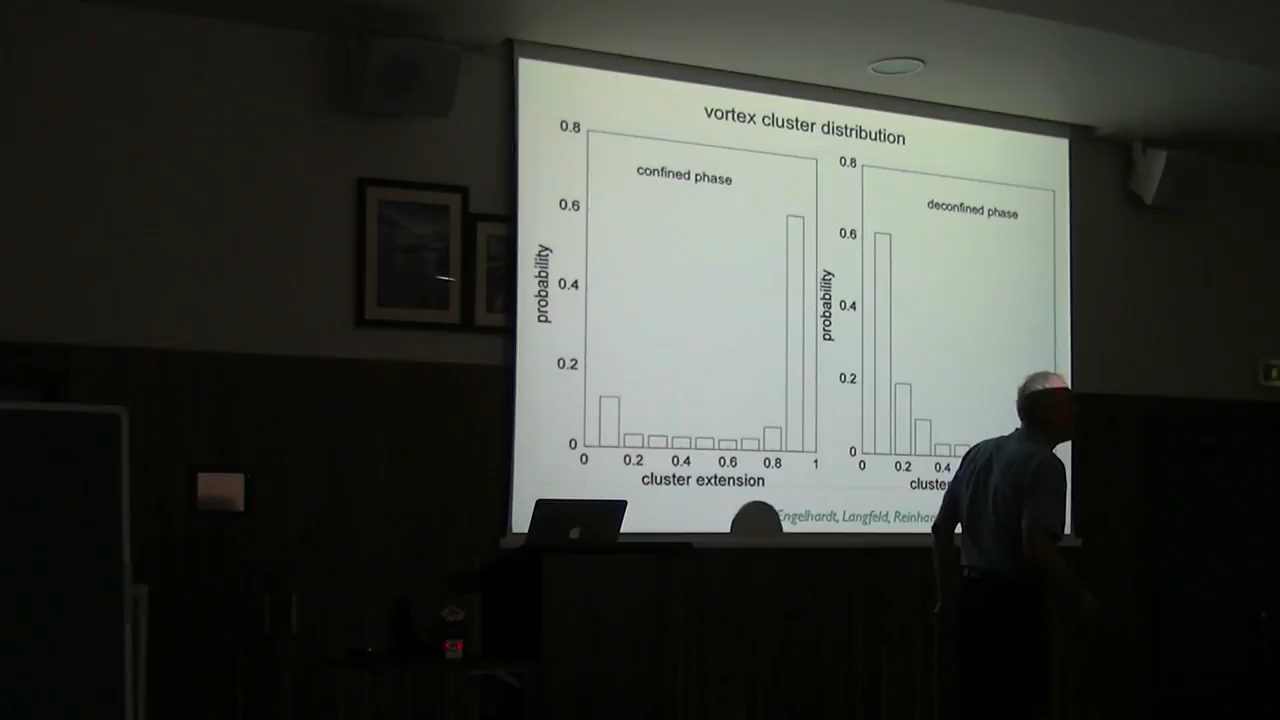 vortex cluster distribution
0.8
confined phase
0.6
probability
0.4
0.2
0
0 0.2 0.4 0.6 0.8 1
cluster extension
0.8
deconfined phase
0.6
probability
0.4
0.2
0
0 0.2 0.4
Engelhardt, Langfeld,